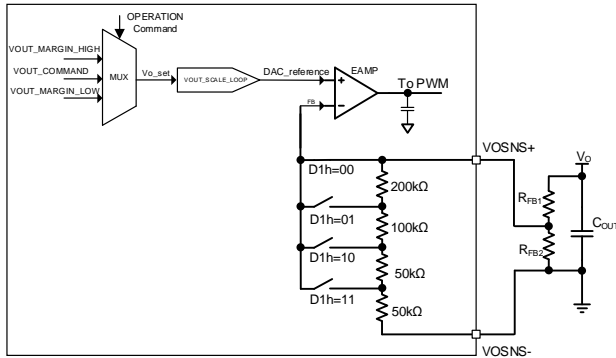 OPERATION
Command
VOUT_MARGIN_HIGH
VOUT_COMMAND
VOUT_MARGIN_LOW
MUX
Vo_set
VOUT_SCALE_LOOP
DAC_reference
EAMP
FB
To PWM
VOSNS+
VO
D1h=00
200kΩ
D1h=01
100kΩ
D1h=10
50kΩ
D1h=11
50kΩ
RFB1
RFB2
COUT
VOSNS-